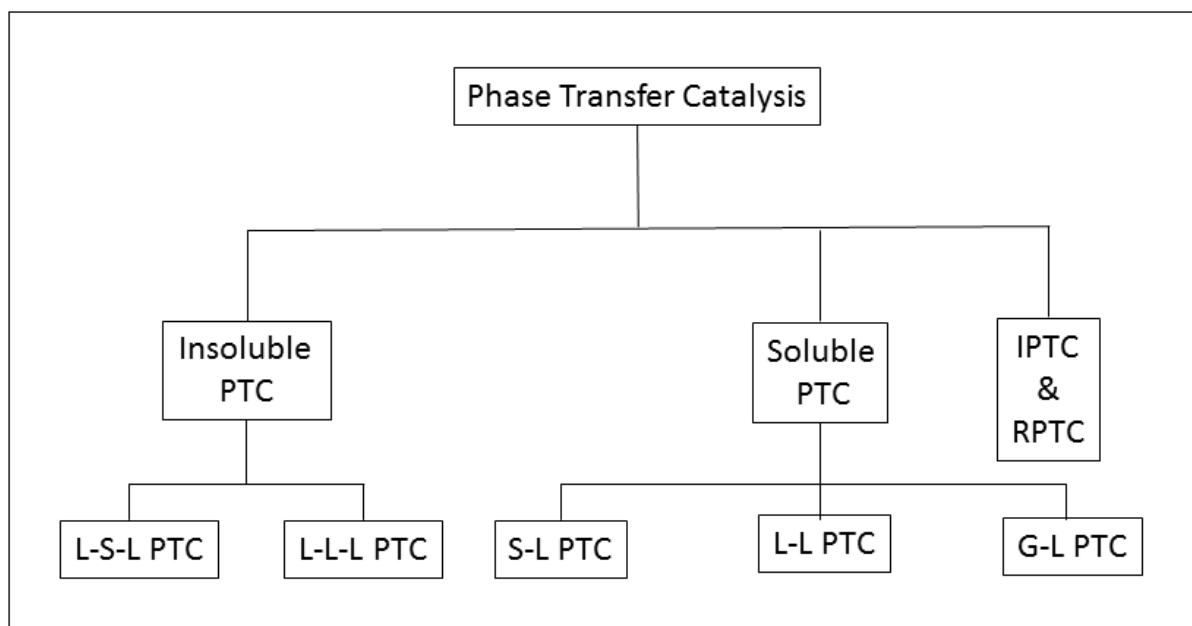 Phase Transfer Catalysis
Insoluble
PTC
Soluble
PTC
IPTC
&
RPTC
L-S-L PTC
L-L-L PTC
S-L PTC
L-L PTC
G-L PTC